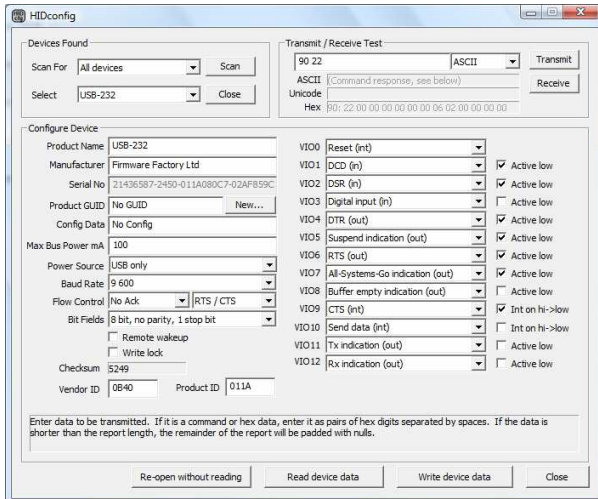 HIDconfig
Devices Found
Scan For All devices Scan
Select USB-232 Close
Transmit / Receive Test
90 22 ASCII Transmit
ASCII (Command response, see below) Receive
Unicode
Hex 90: 22 00 00 00 00 00 00 06 02 00 00 00 00
Configure Device
Product Name USB-232
Manufacturer Firmware Factory Ltd
Serial No 21436587-2450-011A080C7-02AF859C
Product GUID No GUID New...
Config Data No Config
Max Bus Power mA 100
Power Source USB only
Baud Rate 9 600
Flow Control No Ack RTS / CTS
Bit Fields 8 bit, no parity, 1 stop bit
Remote wakeup
Write lock
Checksum 5249
Vendor ID 0B40 Product ID 011A
VIO0 Reset (int)
VIO1 DCD (in) Active low
VIO2 DSR (in) Active low
VIO3 Digital input (in) Active low
VIO4 DTR (out) Active low
VIO5 Suspend indication (out) Active low
VIO6 RTS (out) Active low
VIO7 All-Systems-Go indication (out) Active low
VIO8 Buffer empty indication (out) Active low
VIO9 CTS (int) Int on hi->low
VIO10 Send data (int) Int on hi->low
VIO11 Tx indication (out) Active low
VIO12 Rx indication (out) Active low
Enter data to be transmitted. If it is a command or hex data, enter it as pairs of hex digits separated by spaces. If the data is
shorter than the report length, the remainder of the report will be padded with nulls.
Re-open without reading Read device data Write device data Close